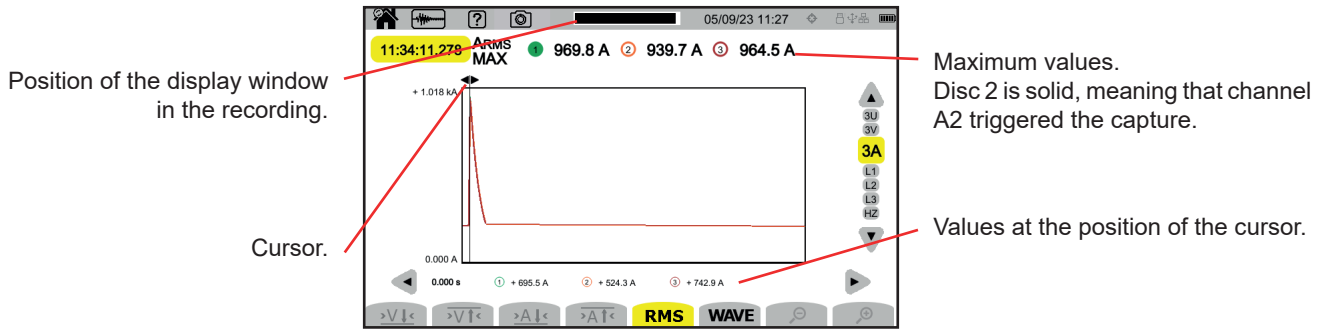 ?
05/09/23 11:27
11:34:11.278
ARMS
MAX
1 969.8 A 2 939.7 A 3 964.5 A
Position of the display window
in the recording.
Maximum values.
Disc 2 is solid, meaning that channel
A2 triggered the capture.
+ 1.018 kA
3U
3V
3A
L1
L2
L3
HZ
Values at the position of the cursor.
Cursor.
0.000 A
0.000 s 1 + 695.5 A 2 + 524.3 A 3 + 742.9 A
>V↓< >V↑< >A↓< >A↑< RMS WAVE